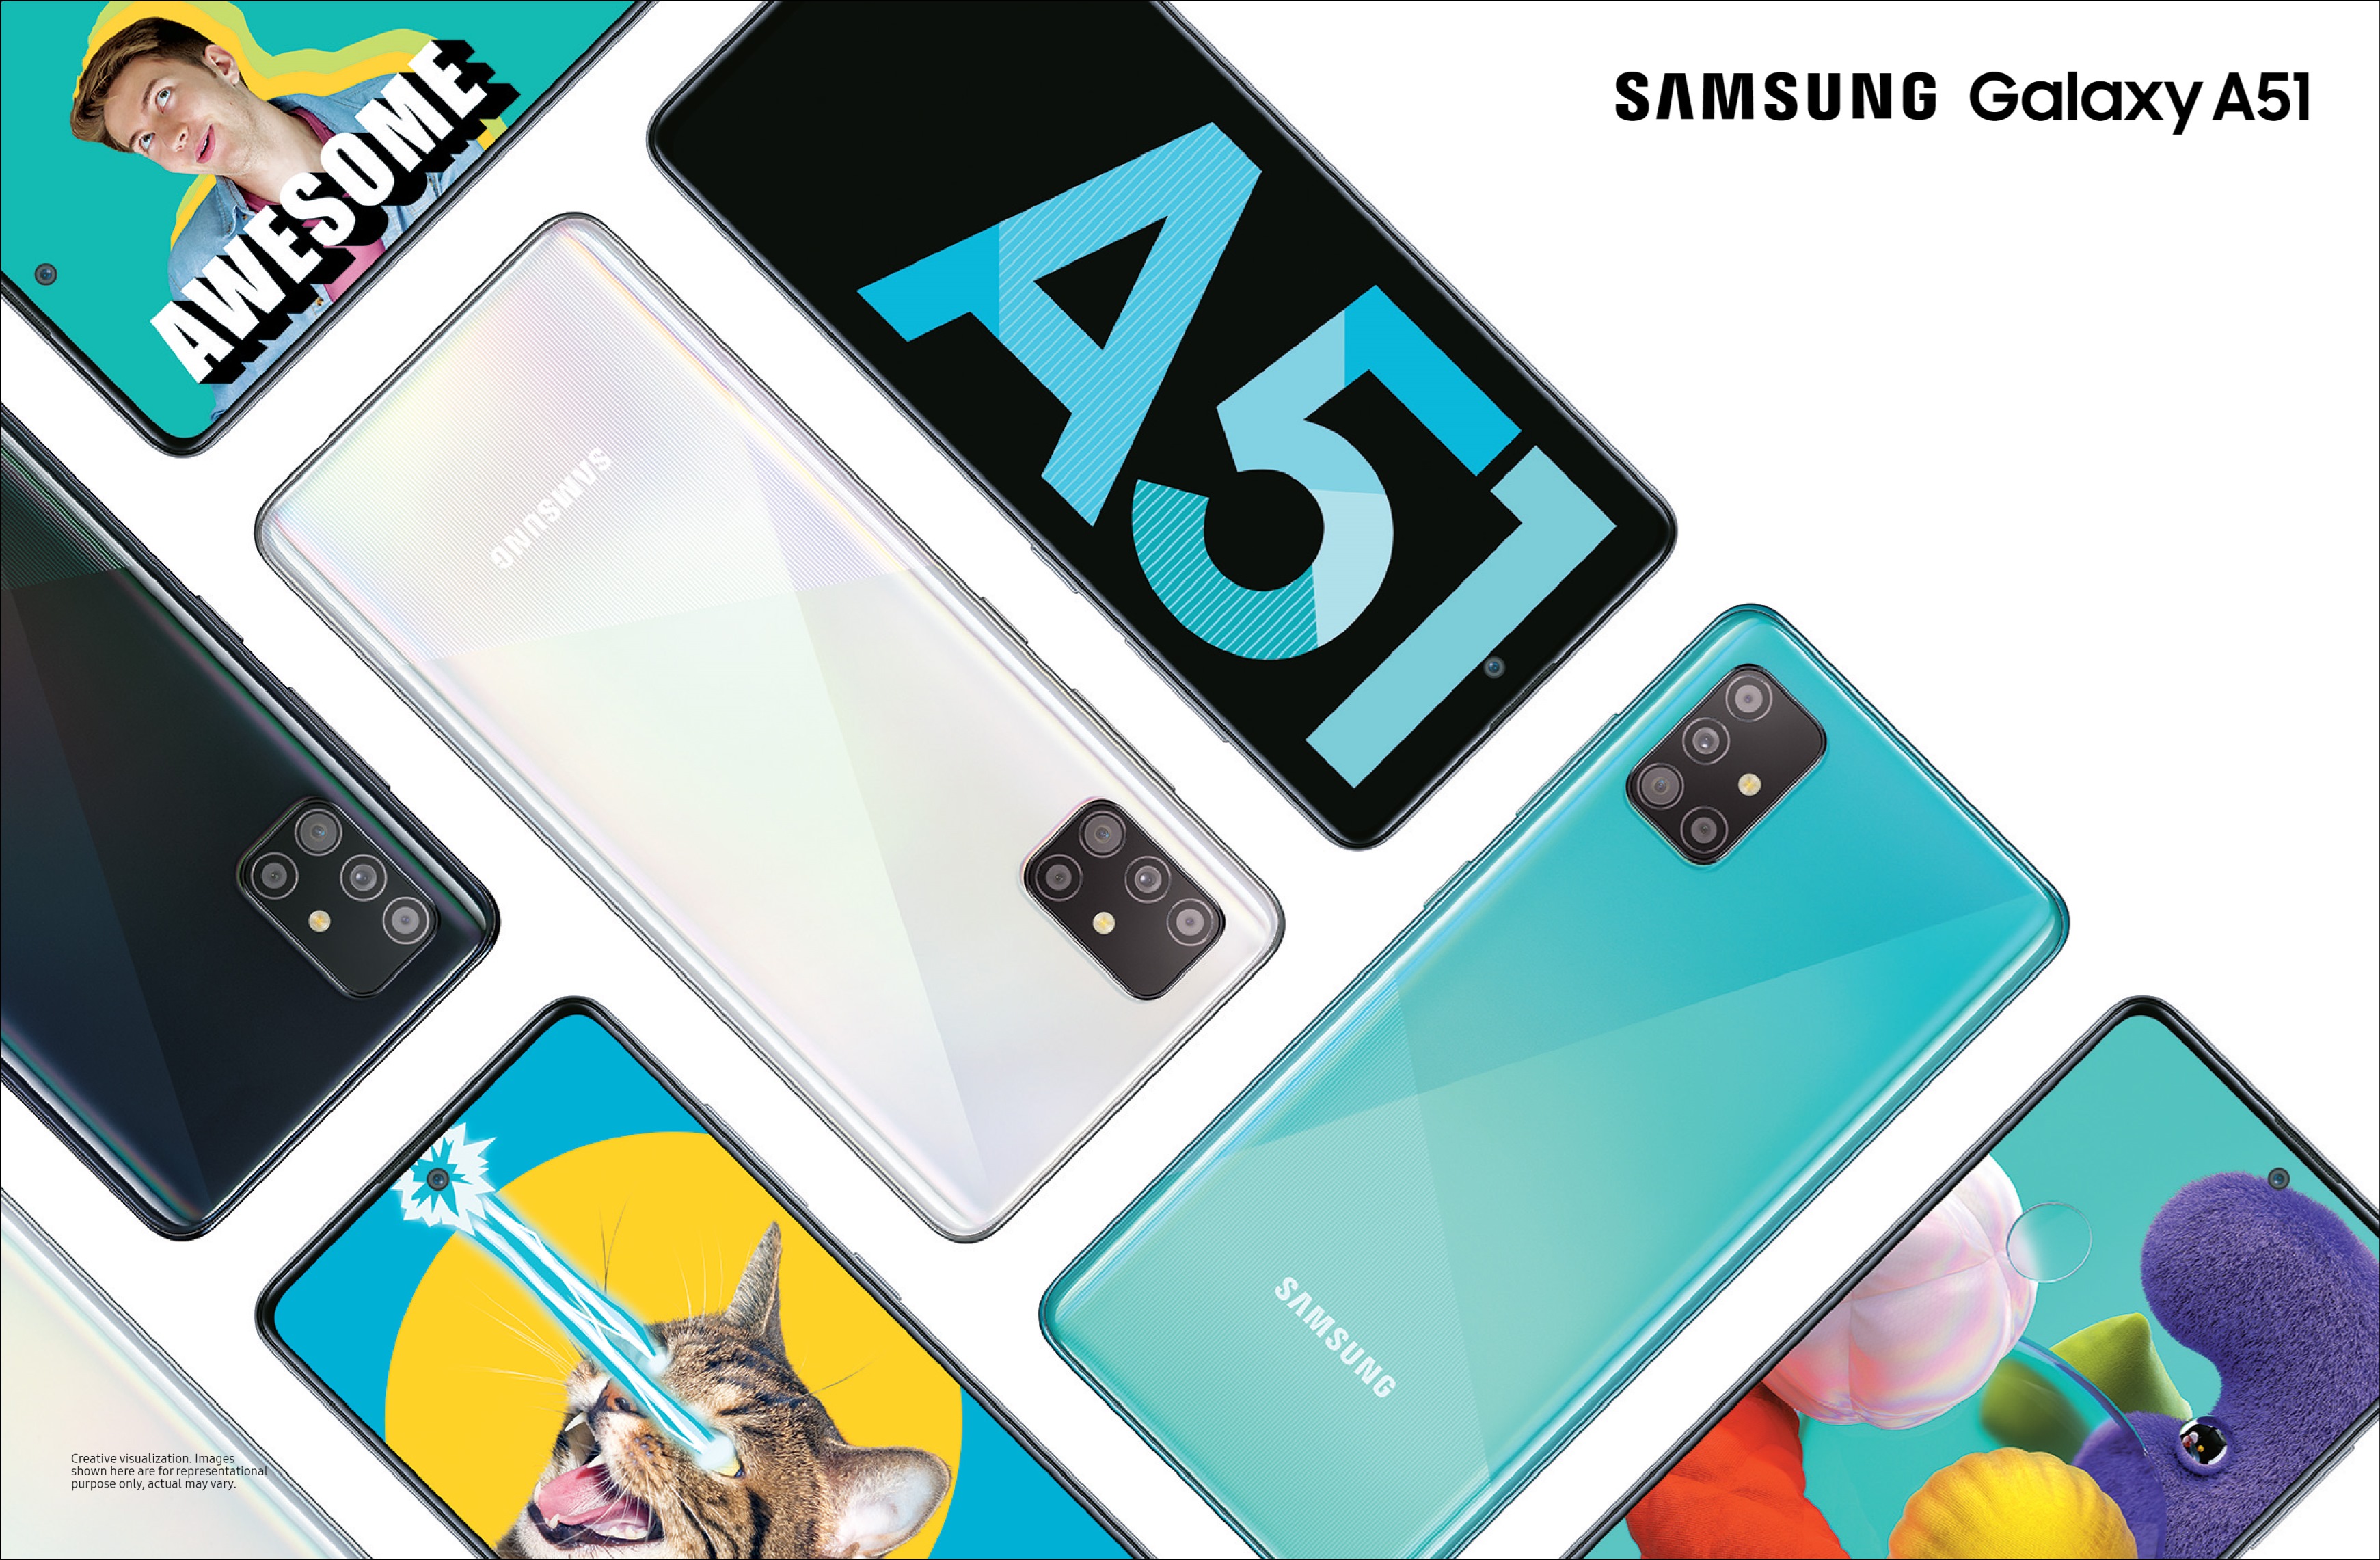 SAMSUNG Galaxy A51
AWESOME
A51
SAMSUNG
SAMSUNG
Creative visualization. Images
shown here are for representational
purpose only, actual may vary.